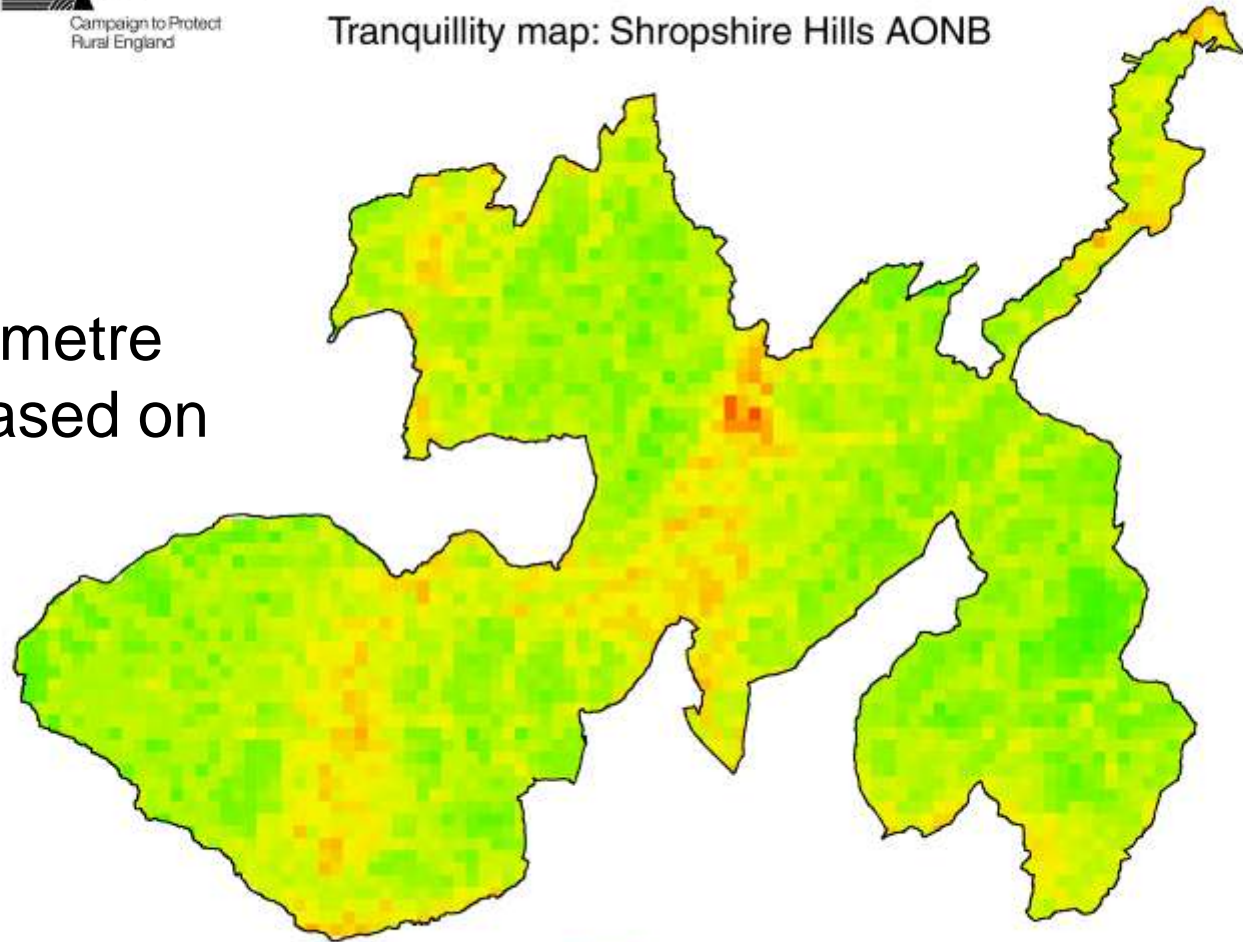 Campaign to Protect
Rural England
Tranquillity map: Shropshire Hills AONB
metre
ased on